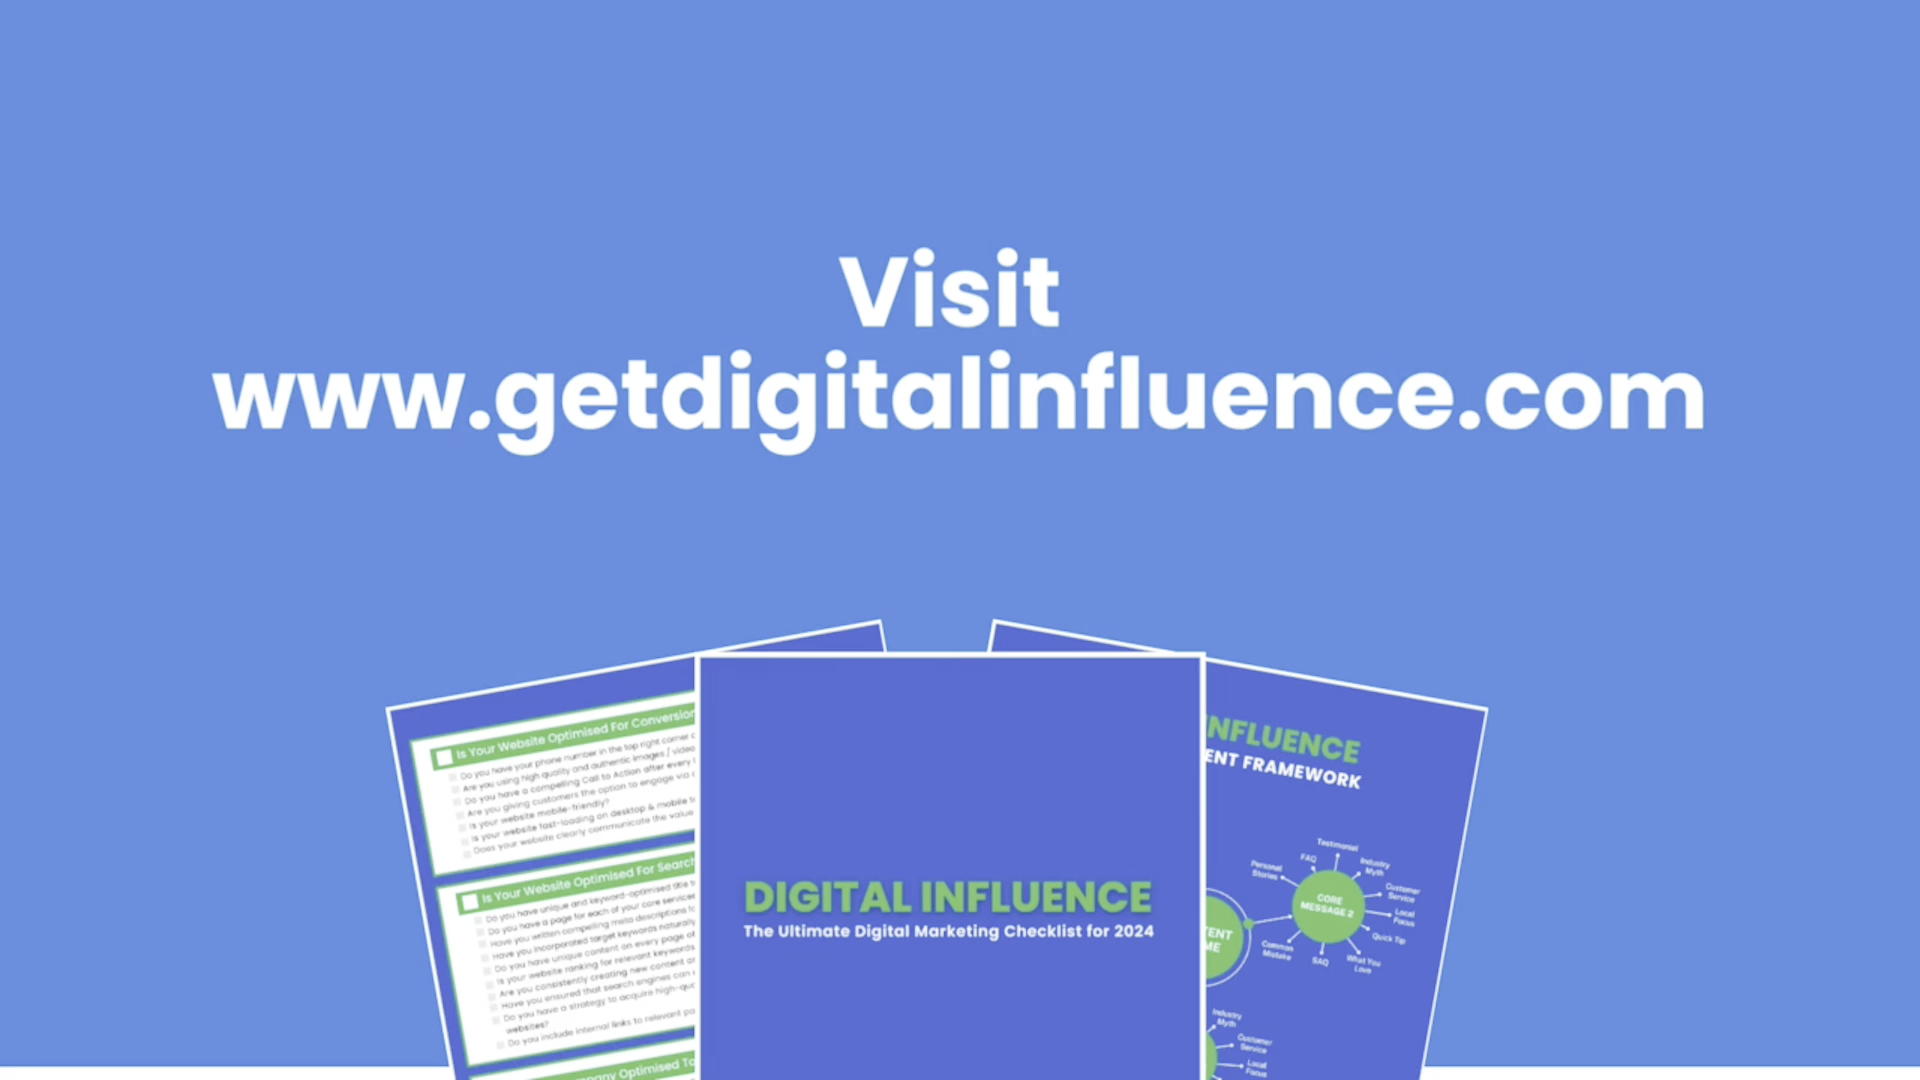 Visit
www.getdigitalinfluence.com
Is Your Website Optimised For Conversion
Do you have your phone number in the top right corner
Are you using high quality and authentic images / video
Do you have a compelling Call to Action after every
Are you giving customers the option to engage via
Is your website mobile-friendly?
Is your website fast-loading on desktop & mobile
Does your website clearly communicate the value
Is Your Website Optimised For Search
Do you have unique and keyword-optimised title
Do you have a page for each of your core services
Have you written compelling meta descriptions
Have you incorporated target keywords naturally
Do you have unique content on every page of
Is your website ranking for relevant keywords
Are you consistently creating new content
Have you ensured that search engines can
Do you have a strategy to acquire
websites?
Do you include internal links to relevant
Optimised
DIGITAL INFLUENCE
The Ultimate Digital Marketing Checklist for 2024
INFLUENCE
ENT FRAMEWORK
Testimonial
FAQ
Industry
Myth
Personal
Stories
Customer
Service
CORE
MESSAGE 2
Local
Focus
Quick Tip
TENT
ME
Common
Mistake
SAQ
What You
Love
Industry
Myth
Customer
Service
Local
Focus